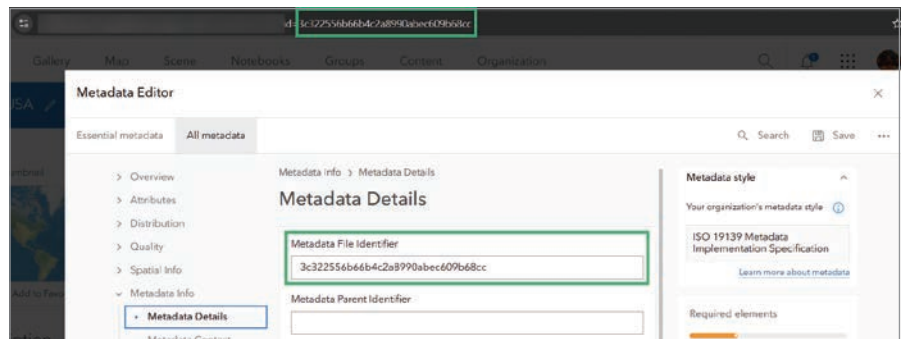 id=3c322556b66b4c2a8990abec609b68cc
Gallery Map Scene Notebooks Groups Content Organization
Metadata Editor
Essential metadata All metadata Search Save
Overview
Attributes
Distribution
Quality
Spatial Info
Metadata Info
Metadata Details
Metadata Content
Metadata Info > Metadata Details
Metadata Details
Metadata File Identifier
3c322556b66b4c2a8990abec609b68cc
Metadata Parent Identifier
Metadata style
Your organization's metadata style
ISO 19139 Metadata
Implementation Specification
Learn more about metadata
Required elements